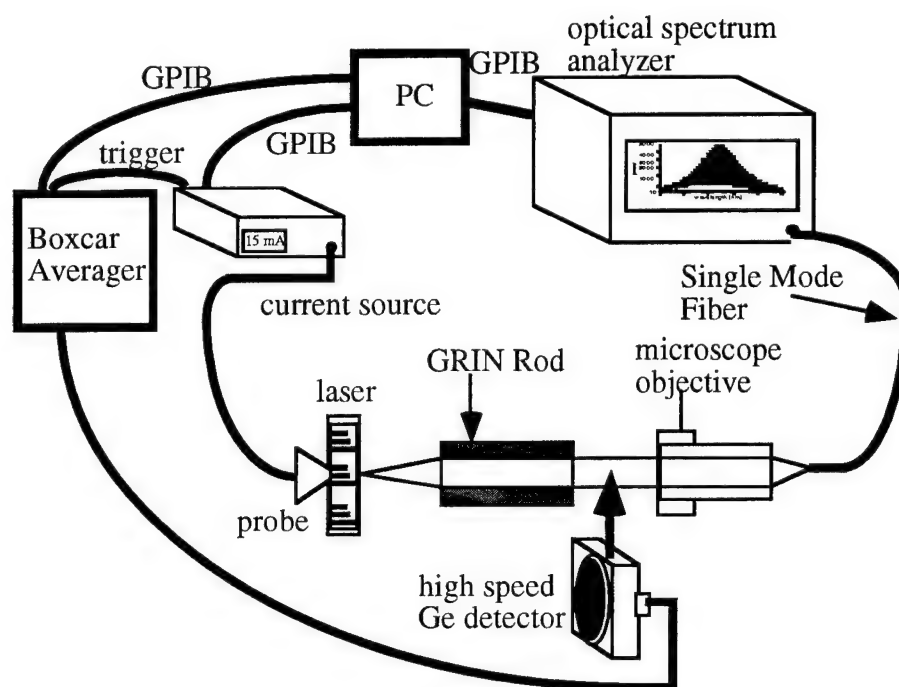 optical spectrum
analyzer
GPIB
GPIB
PC
GPIB
trigger
Boxcar
Averager
15 mA
current source
Single Mode
Fiber
microscope
objective
GRIN Rod
laser
probe
high speed
Ge detector
I